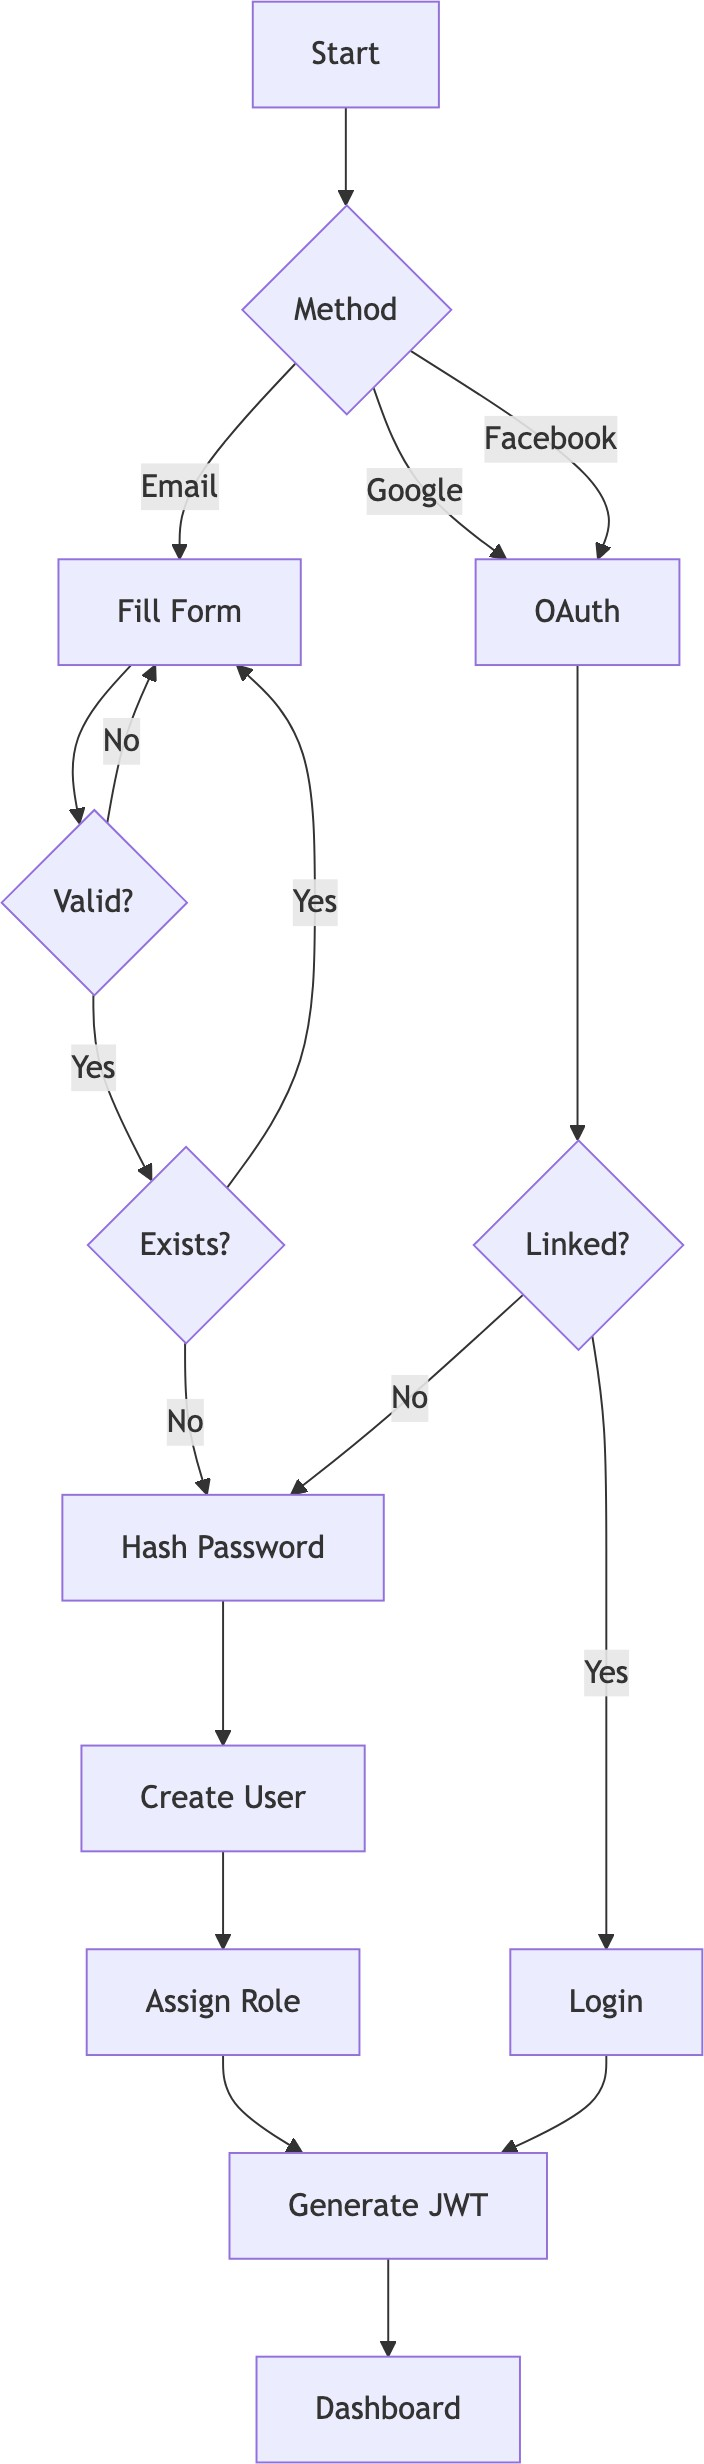 Start
Method
Email
Google
Facebook
Fill Form
OAuth
No
Valid?
Yes
Yes
Exists?
Linked?
No
No
Hash Password
Yes
Create User
Assign Role
Login
Generate JWT
Dashboard